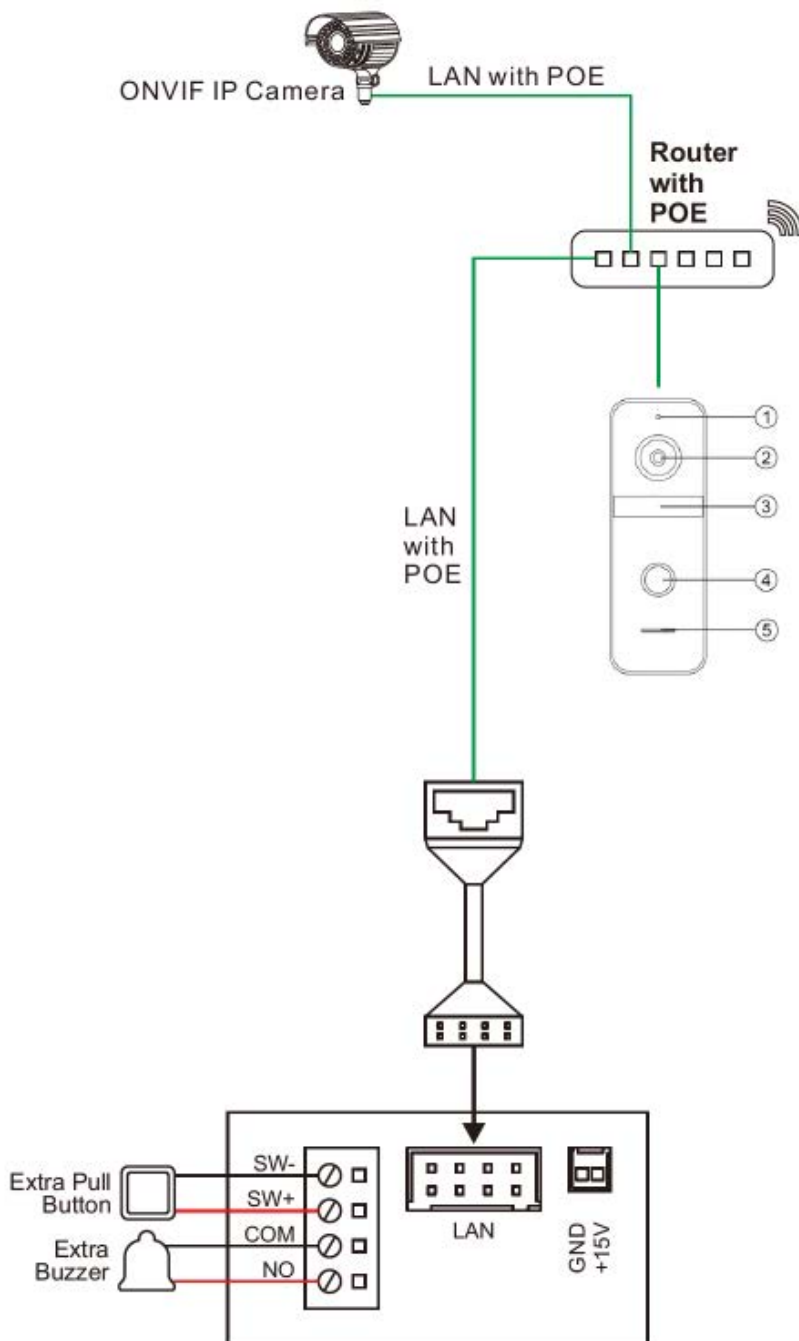 ONVIF IP Camera
LAN with POE
Router
with
POE
1
2
3
4
5
LAN
with
POE
Extra Pull
Button
Extra
Buzzer
SW-
SW+
COM
NO
LAN
GND
+15V